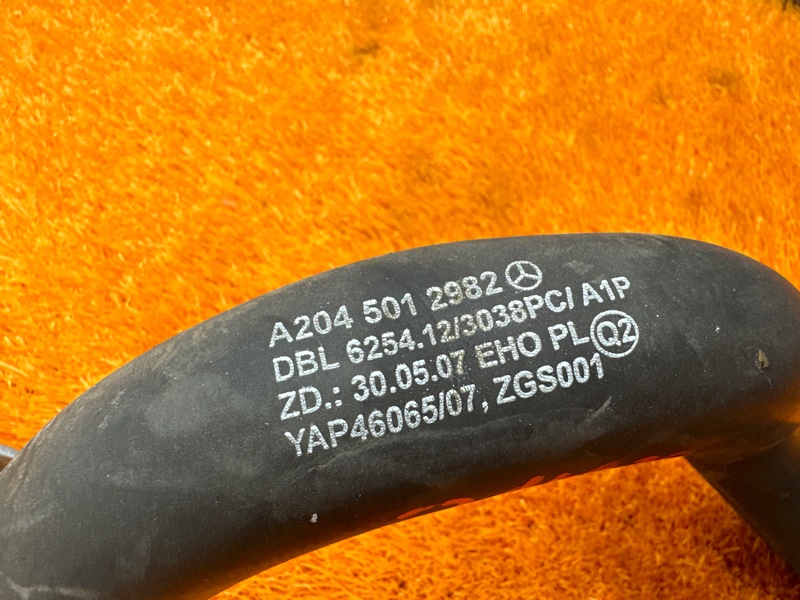 A204 501 2982
DBL 6254.12/3038PC/ A1P
ZD.: 30.05.07 EHO PL Q2
YAP46065/07, ZGS001